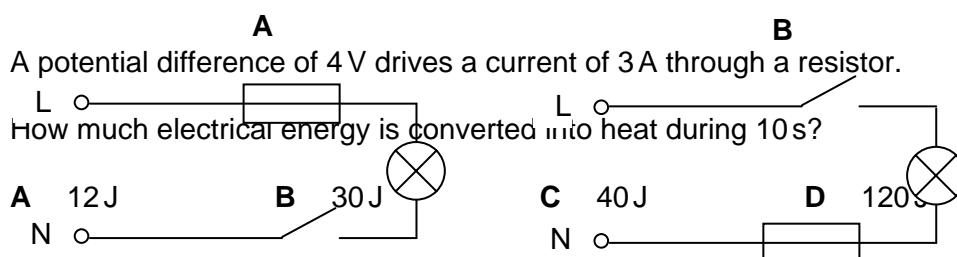 A B
A potential difference of 4 V drives a current of 3 A through a resistor.
L L
How much electrical energy is converted into heat during 10 s?
A 12 J B 30 J C 40 J D 120 J
N N